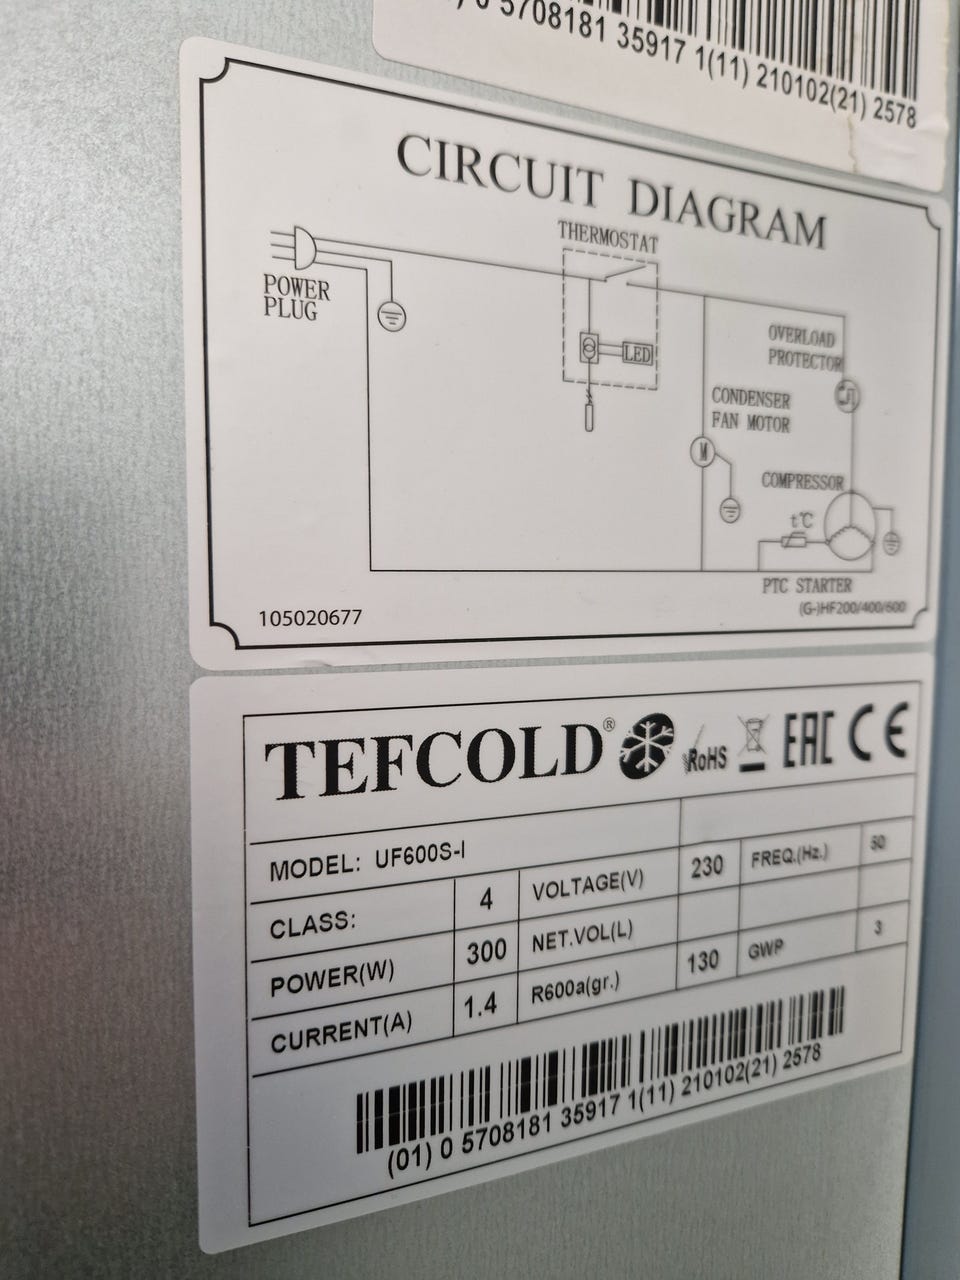 ) 0 5708181 35917 1(11) 210102(21) 2578
CIRCUIT DIAGRAM
THERMOSTAT
POWER
PLUG
OVERLOAD
PROTECTOR
LED
CONDENSER
FAN MOTOR
M
COMPRESSOR
t℃
PTC STARTER
105020677
(G-)HF200/400/600
TEFCOLD® RoHS EAC CE
MODEL: UF600S-I
CLASS: 4 VOLTAGE(V) 230 FREQ.(Hz.) 50
POWER(W) 300 NET.VOL(L)
CURRENT(A) 1.4 R600a(gr.) 130 GWP 3
(01) 0 5708181 35917 1(11) 210102(21) 2578